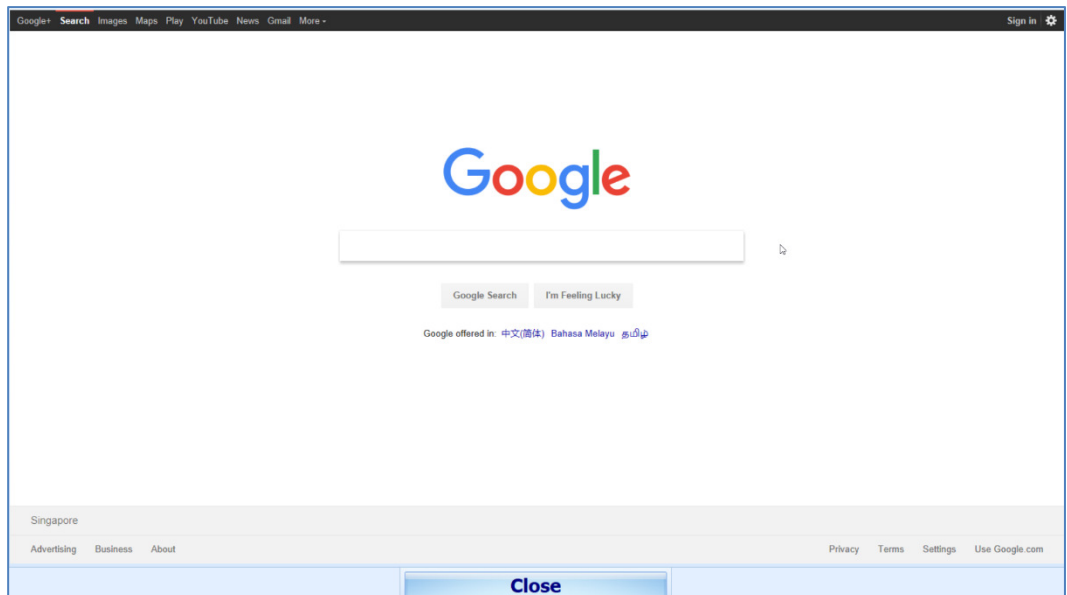 Google+ Search Images Maps Play YouTube News Gmail More Sign in
Google
Google Search I'm Feeling Lucky
Google offered in: 中文(简体) Bahasa Melayu தமிழ்
Singapore
Advertising Business About Privacy Terms Settings Use Google.com
Close